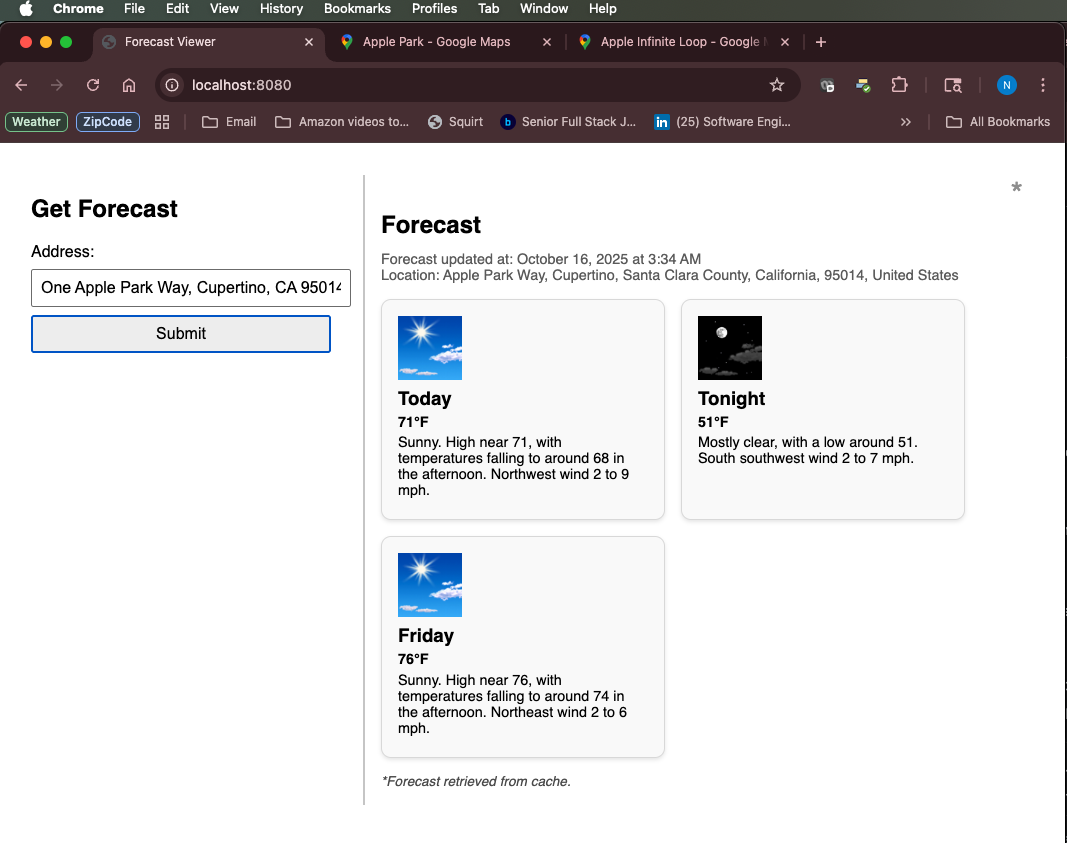 Chrome File Edit View History Bookmarks Profiles Tab Window Help
Forecast Viewer
Apple Park - Google Maps
Apple Infinite Loop - Google
localhost:8080
N
Weather
ZipCode
Email
Amazon videos to...
Squirt
b
Senior Full Stack J...
in
(25) Software Engi...
All Bookmarks
Get Forecast
Address:
One Apple Park Way, Cupertino, CA 95014
Submit
*
Forecast
Forecast updated at: October 16, 2025 at 3:34 AM
Location: Apple Park Way, Cupertino, Santa Clara County, California, 95014, United States
Today
71°F
Sunny. High near 71, with
temperatures falling to around 68 in
the afternoon. Northwest wind 2 to 9
mph.
Tonight
51°F
Mostly clear, with a low around 51.
South southwest wind 2 to 7 mph.
Friday
76°F
Sunny. High near 76, with
temperatures falling to around 74 in
the afternoon. Northeast wind 2 to 6
mph.
*Forecast retrieved from cache.